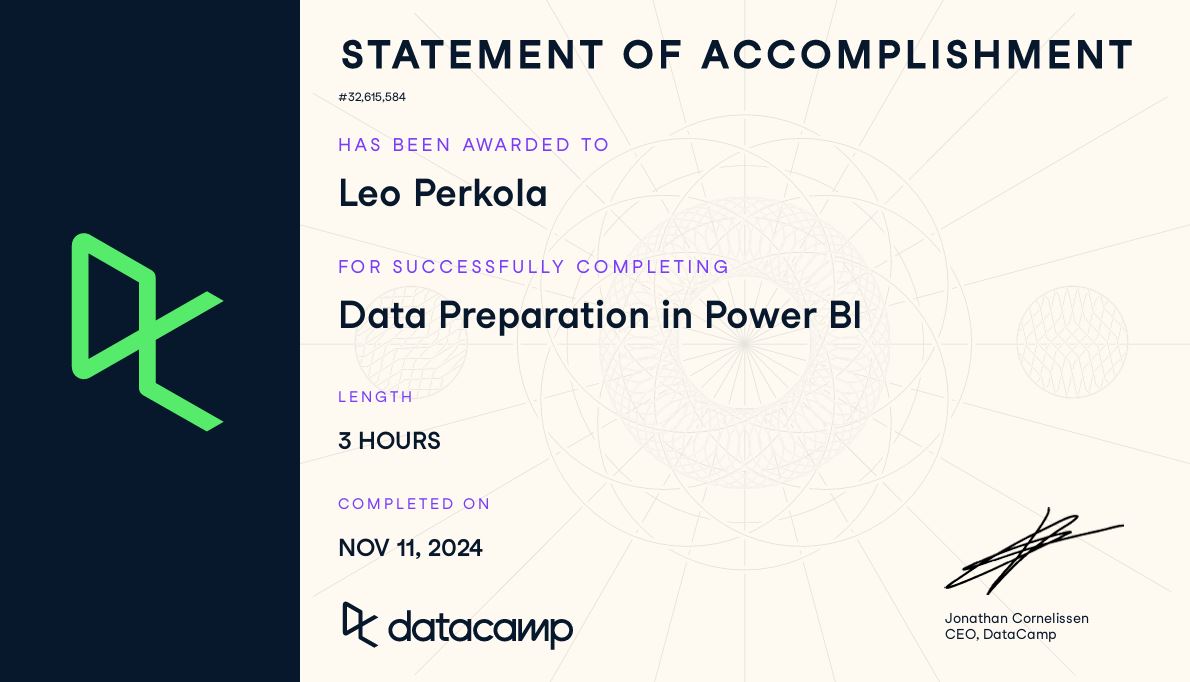 STATEMENT OF ACCOMPLISHMENT
#32,615,584
HAS BEEN AWARDED TO
Leo Perkola
FOR SUCCESSFULLY COMPLETING
Data Preparation in Power BI
LENGTH
3 HOURS
COMPLETED ON
NOV 11, 2024
datacamp
Jonathan Cornelissen
CEO, DataCamp